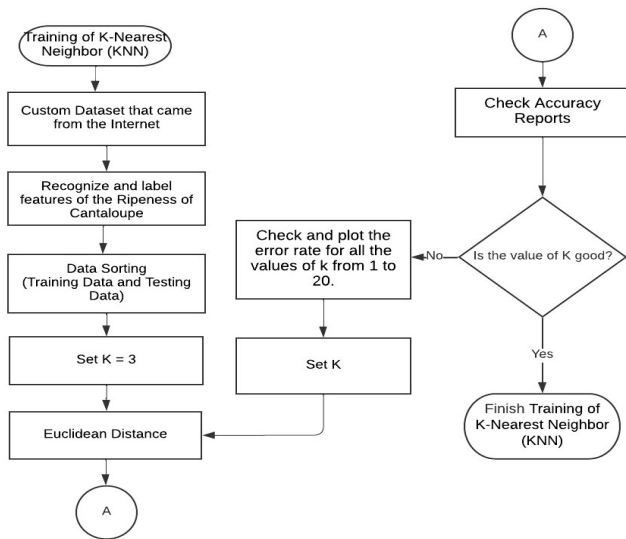 Training of K-Nearest
Neighbor (KNN)
Custom Dataset that came
from the Internet
Recognize and label
features of the Ripeness of
Cantaloupe
Data Sorting
(Training Data and Testing
Data)
Set K = 3
Euclidean Distance
A
Check and plot the
error rate for all the
values of k from 1 to
20.
Set K
A
Check Accuracy
Reports
Is the value of K good?
No
Yes
Finish Training of
K-Nearest Neighbor
(KNN)